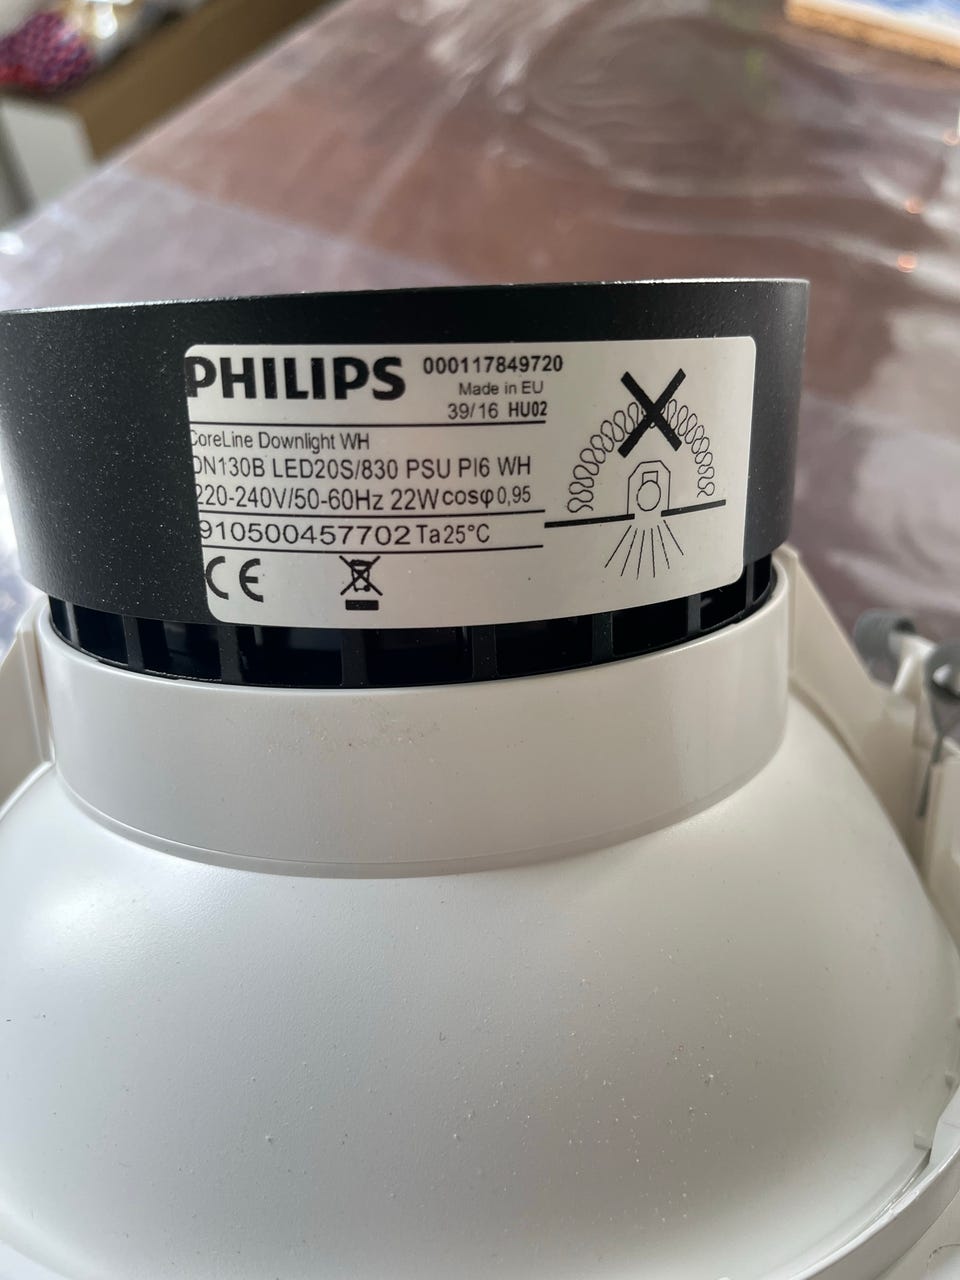 PHILIPS
000117849720
Made in EU
39/16 HU02
CoreLine Downlight WH
DN130B LED20S/830 PSU PI6 WH
220-240V/50-60Hz 22W cosφ 0,95
910500457702 Ta25°C
CE